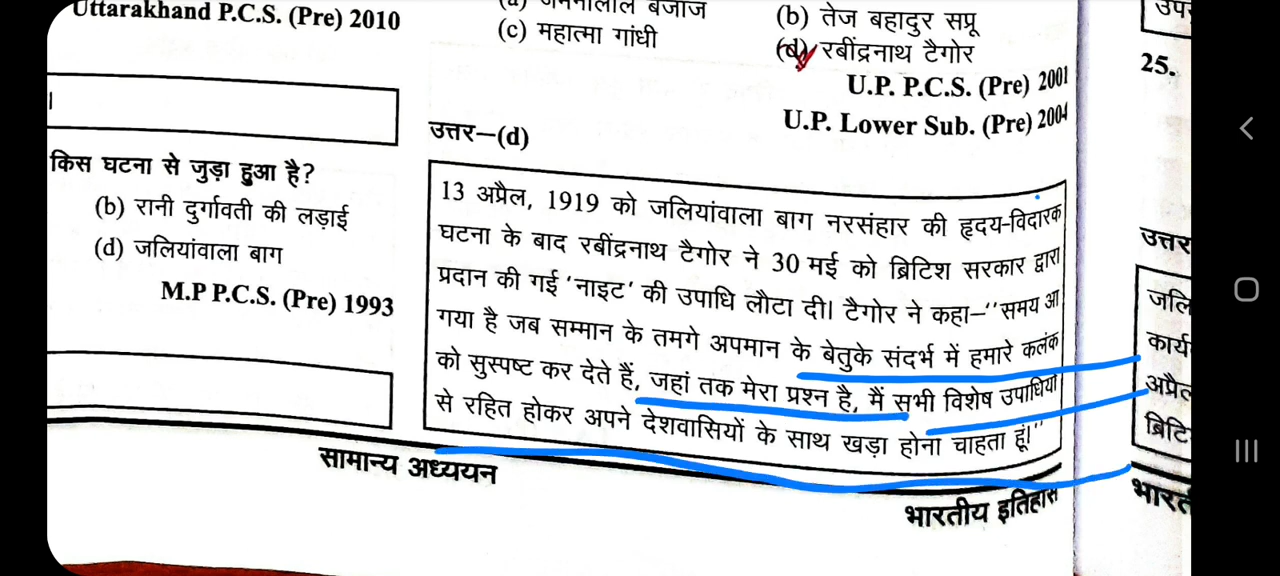 Uttarakhand P.C.S. (Pre) 2010
किस घटना से जुड़ा हुआ है?
(b) रानी दुर्गावती की लड़ाई
(d) जलियांवाला बाग
M.P P.C.S. (Pre) 1993
बजाज
(b) तेज बहादुर सप्रू
(c) महात्मा गांधी
(d) रबींद्रनाथ टैगोर
U.P. P.C.S. (Pre) 2001
U.P. Lower Sub. (Pre) 2004
उत्तर–(d)
13 अप्रैल, 1919 को जलियांवाला बाग नरसंहार की हृदय-विदारक
घटना के बाद रबींद्रनाथ टैगोर ने 30 मई को ब्रिटिश सरकार द्वारा
प्रदान की गई ‘नाइट’ की उपाधि लौटा दी। टैगोर ने कहा–‘‘समय आ
गया है जब सम्मान के तमगे अपमान के बेतुके संदर्भ में हमारे कलंक
को सुस्पष्ट कर देते हैं, जहां तक मेरा प्रश्न है, मैं सभी विशेष उपाधियों
से रहित होकर अपने देशवासियों के साथ खड़ा होना चाहता हूं।’’
सामान्य अध्ययन
भारतीय इतिहास
25.
उत्तर
जलि
कार्य
अप्रैल
ब्रिटि
भारत